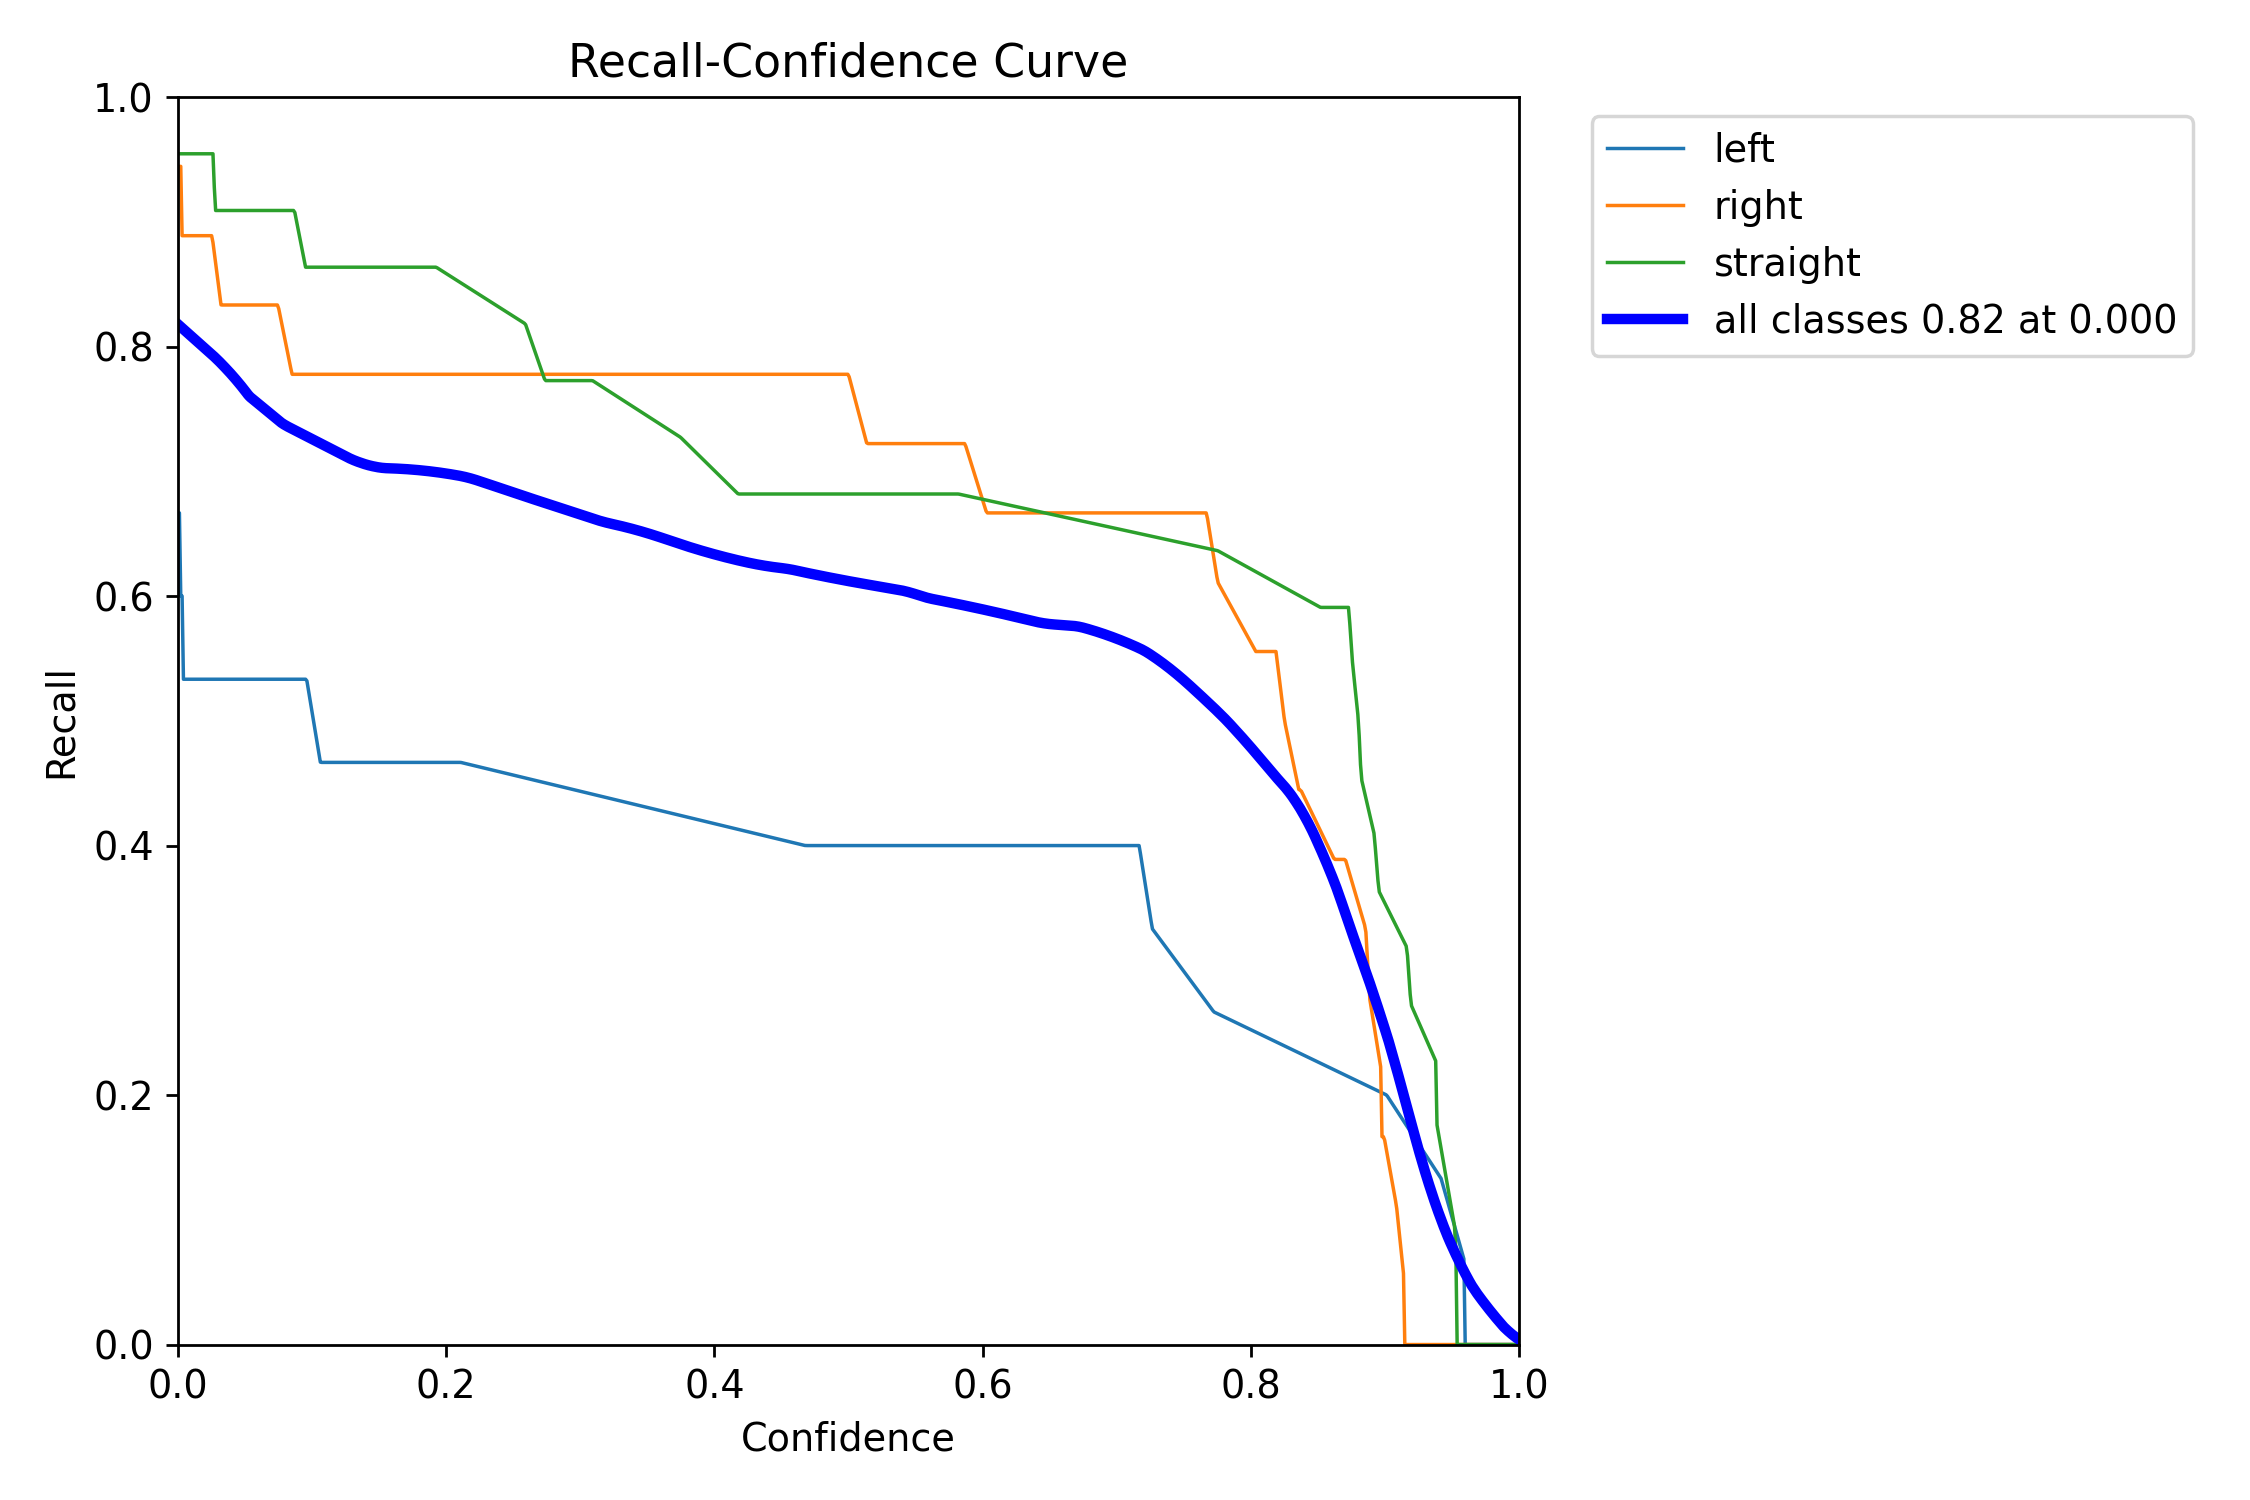 Recall-Confidence Curve
1.0
0.8
0.6
0.4
0.2
0.0
Recall
0.0 0.2 0.4 0.6 0.8 1.0
Confidence
left
right
straight
all classes 0.82 at 0.000